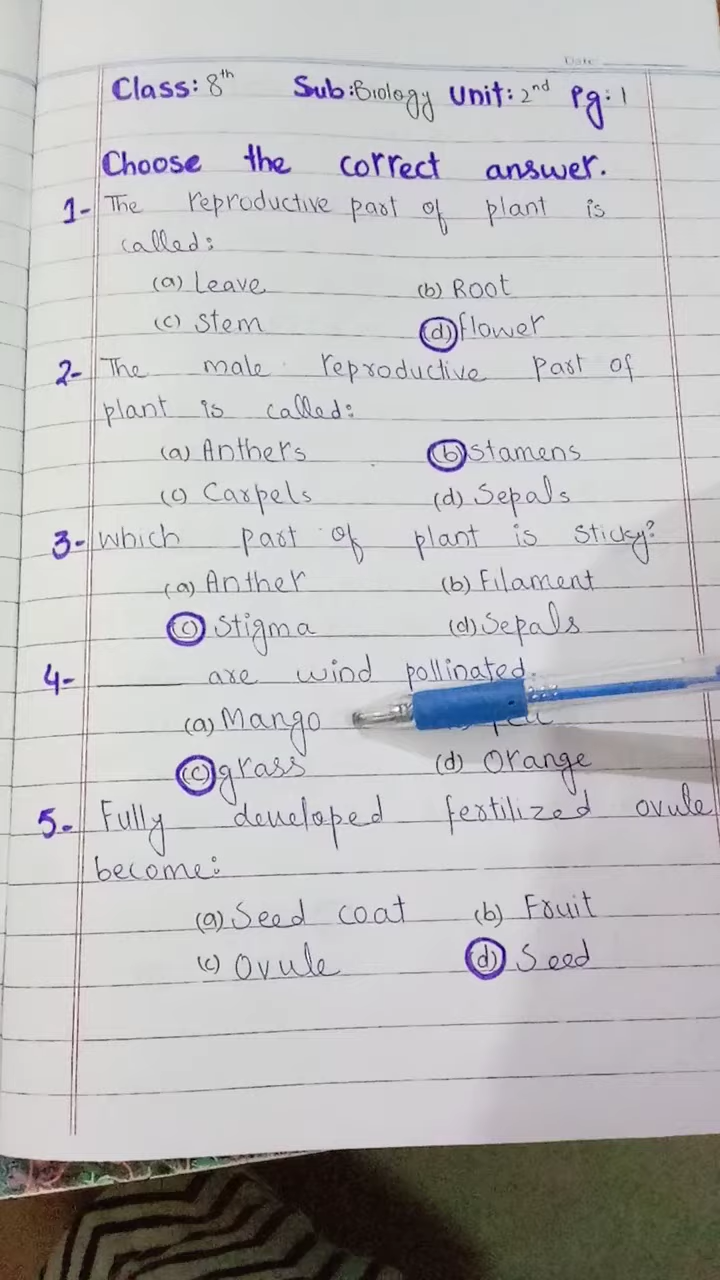 Date
Class: 8th Sub: Biology Unit: 2nd Pg: 1
Choose the correct answer.
1- The reproductive part of plant is
called:
(a) Leave (b) Root
(c) Stem (d) flower
2- The male reproductive part of
plant is called:
(a) Anthers (b) Stamens
(c) Carpels (d) Sepals
3- Which part of plant is sticky?
(a) Anther (b) Filament
(c) Stigma (d) Sepals
4- are wind pollinated.
(a) Mango
(c) grass (d) Orange
5- Fully developed fertilized ovule
become:
(a) Seed coat (b) Fruit
(c) Ovule (d) Seed